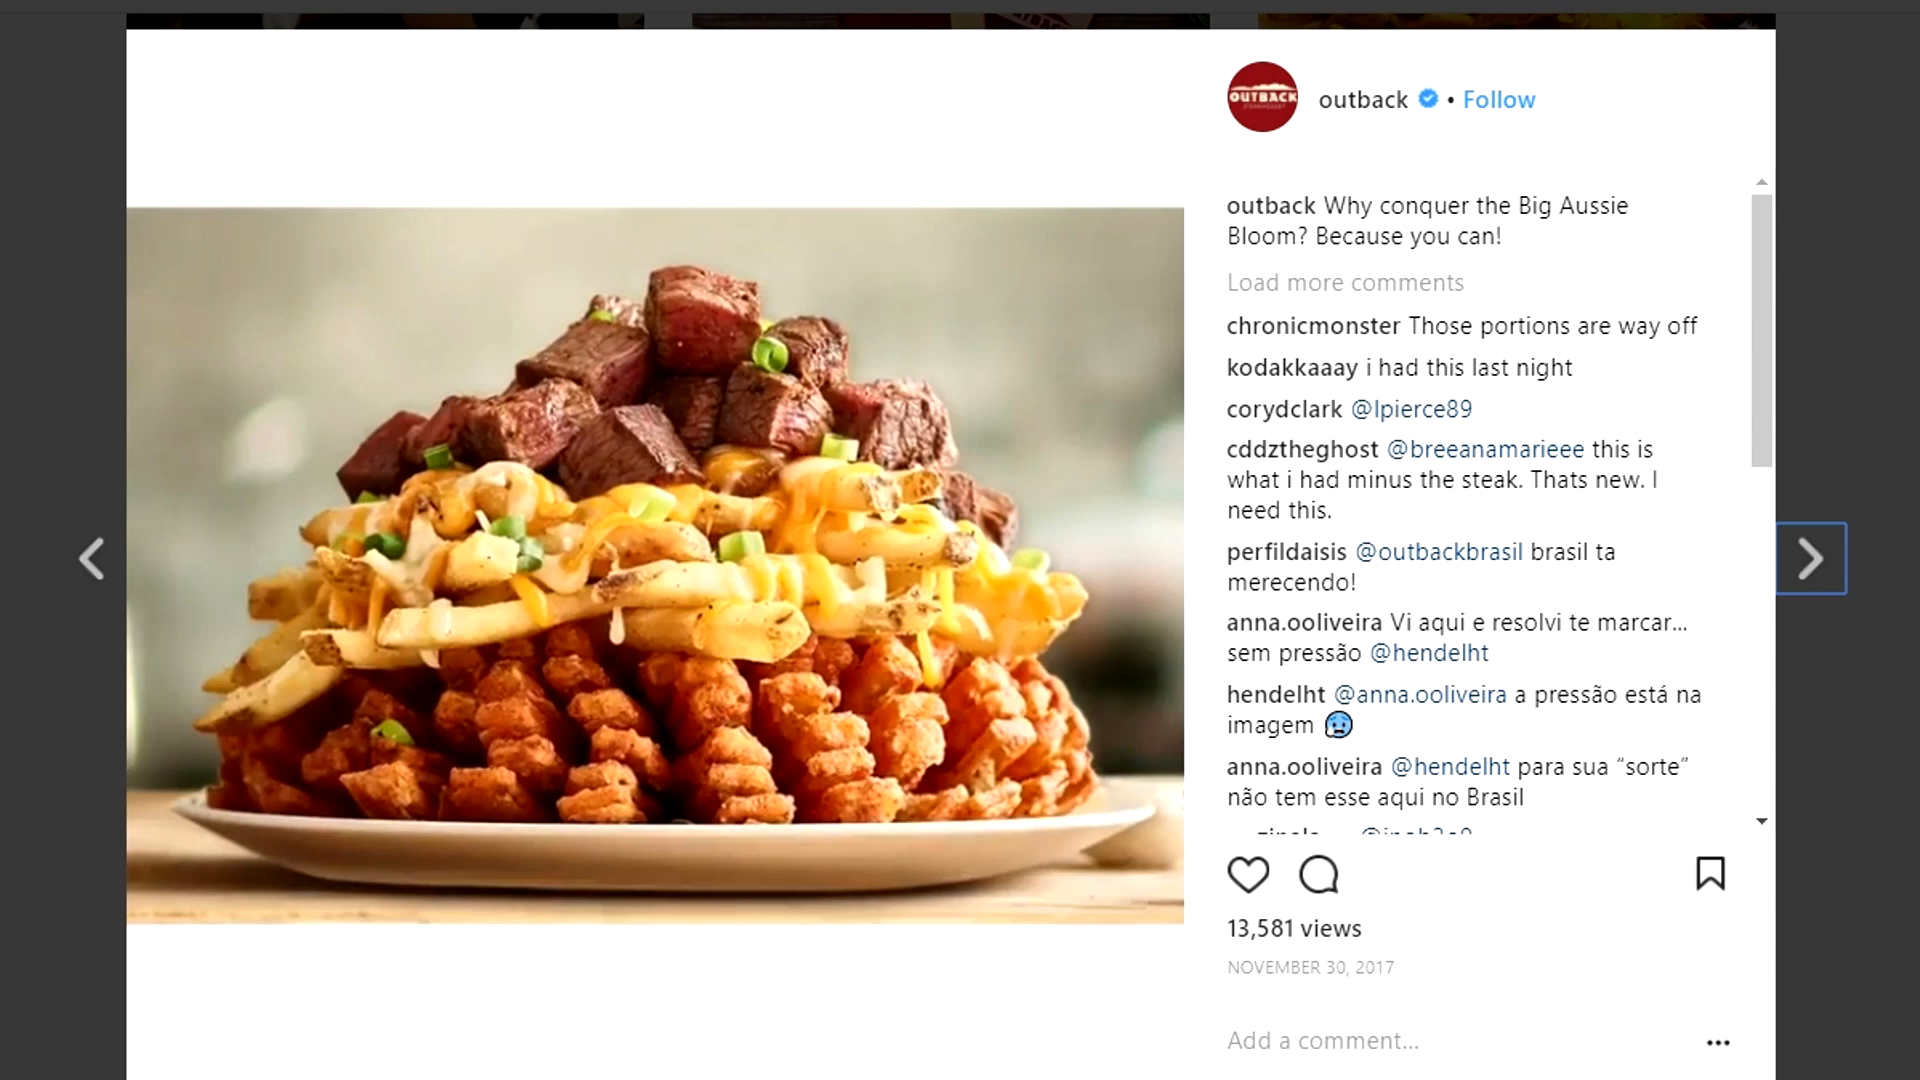 OUTBACK
outback • Follow
outback Why conquer the Big Aussie
Bloom? Because you can!
Load more comments
chronicmonster Those portions are way off
kodakkaaay i had this last night
corydclark @lpierce89
cddztheghost @breeanamarieee this is
what i had minus the steak. Thats new. I
need this.
perfildaisis @outbackbrasil brasil ta
merecendo!
anna.ooliveira Vi aqui e resolvi te marcar...
sem pressão @hendelht
hendelht @anna.ooliveira a pressão está na
imagem
anna.ooliveira @hendelht para sua “sorte”
não tem esse aqui no Brasil
13,581 views
NOVEMBER 30, 2017
Add a comment...